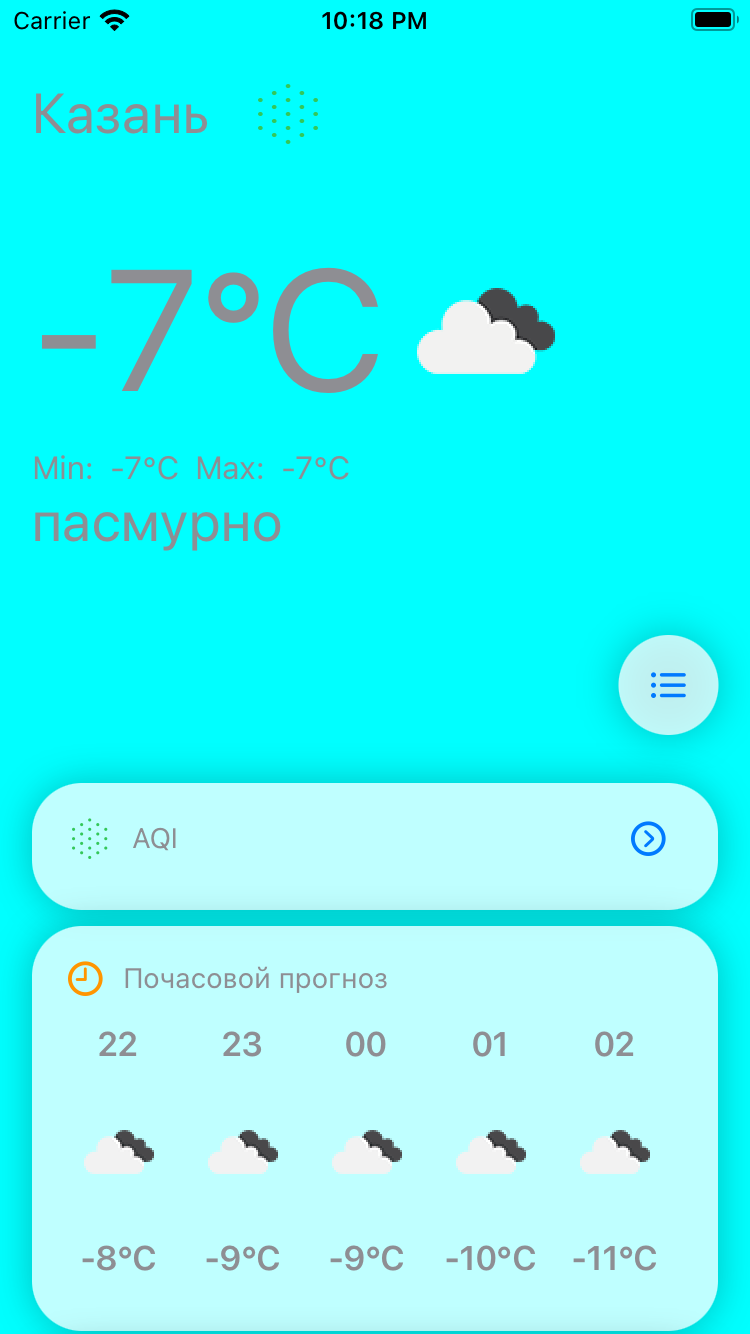 Carrier 10:18 PM
Казань
-7°C
Min: -7°C Max: -7°C
пасмурно
AQI
Почасовой прогноз
22 23 00 01 02
-8°C -9°C -9°C -10°C -11°C